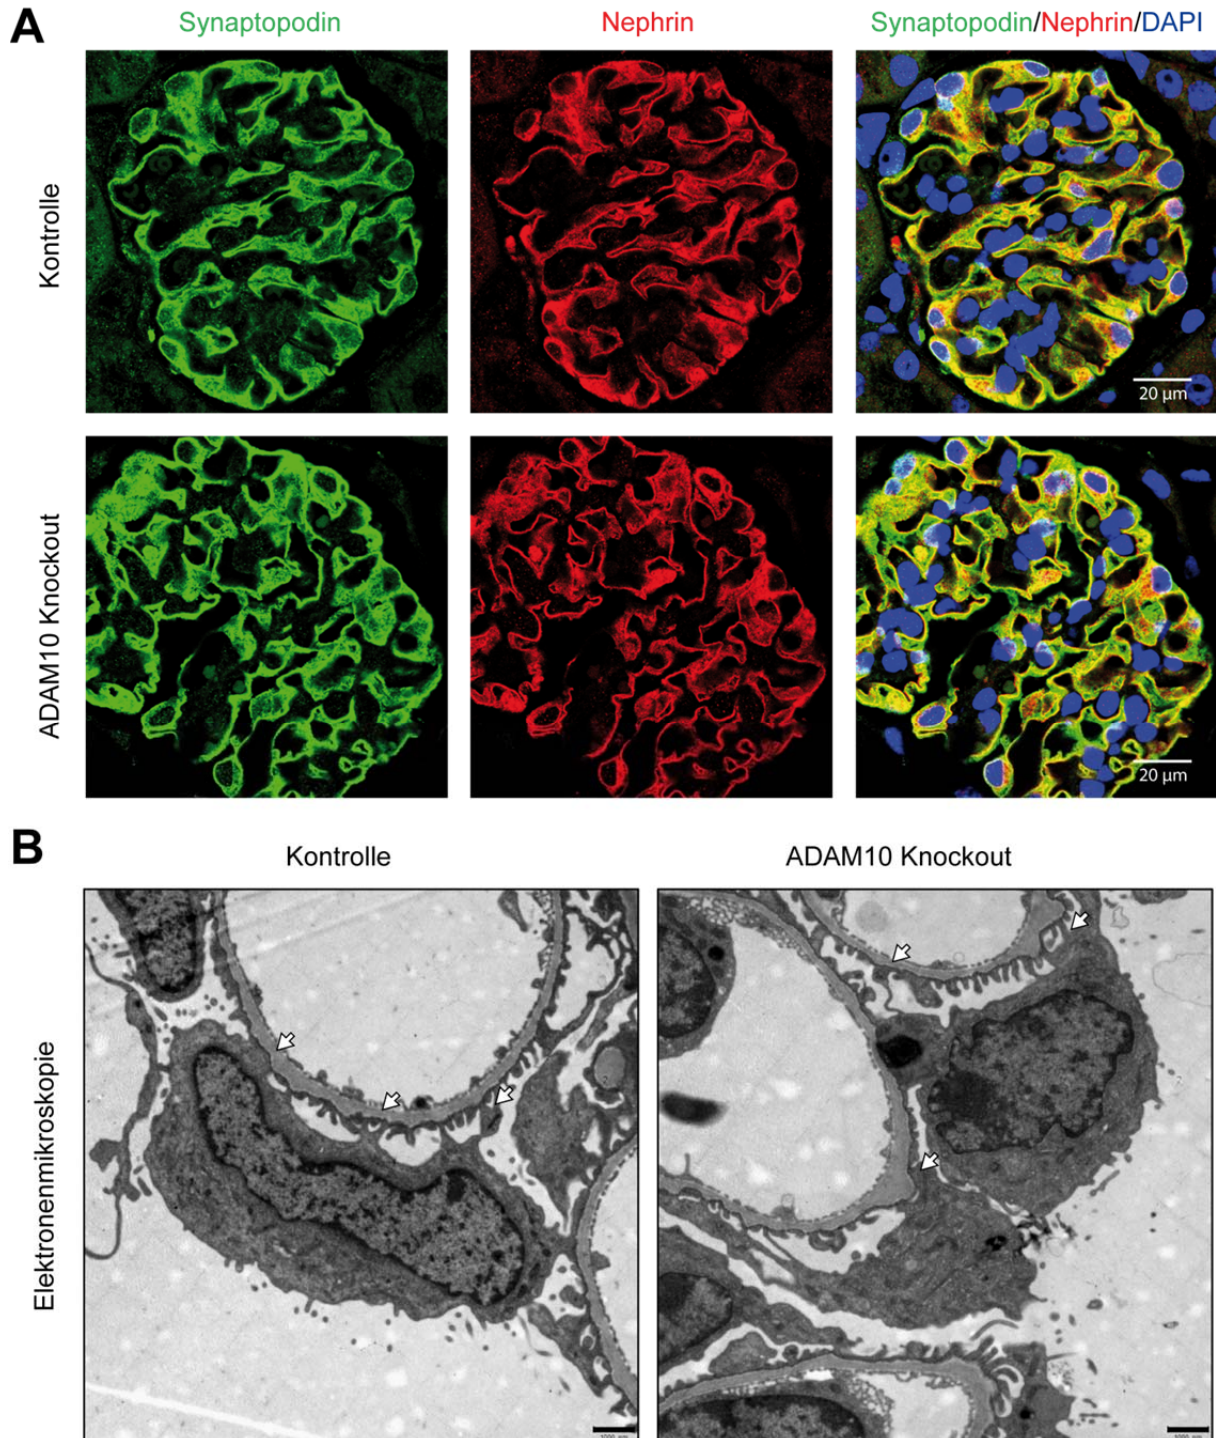 A
Synaptopodin
Nephrin
Synaptopodin/Nephrin/DAPI
Kontrolle
20 µm
ADAM10 Knockout
20 µm
B
Kontrolle
ADAM10 Knockout
Elektronenmikroskopie